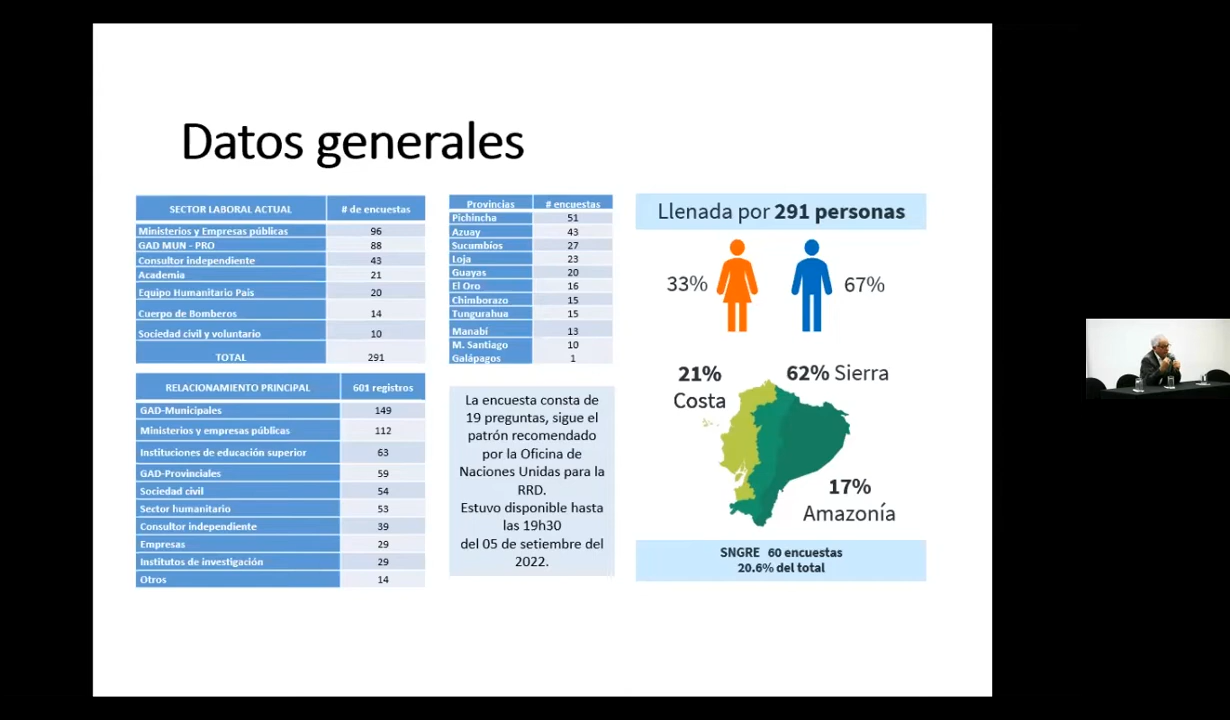 Datos generales
SECTOR LABORAL ACTUAL # de encuestas
Ministerios y Empresas públicas 96
GAD MUN - PRO 88
Consultor independiente 43
Academia 21
Equipo Humanitario País 20
Cuerpo de Bomberos 14
Sociedad civil y voluntario 10
TOTAL 291
RELACIONAMIENTO PRINCIPAL 601 registros
GAD-Municipales 149
Ministerios y empresas públicas 112
Instituciones de educación superior 63
GAD-Provinciales 59
Sociedad civil 54
Sector humanitario 53
Consultor independiente 39
Empresas 29
Institutos de investigación 29
Otros 14
Provincias # encuestas
Pichincha 51
Azuay 43
Sucumbíos 27
Loja 23
Guayas 20
El Oro 16
Chimborazo 15
Tungurahua 15
Manabí 13
M. Santiago 10
Galápagos 1
La encuesta consta de
19 preguntas, sigue el
patrón recomendado
por la Oficina de
Naciones Unidas para la
RRD.
Estuvo disponible hasta
las 19h30
del 05 de setiembre del
2022.
Llenada por 291 personas
33% 67%
21%
Costa
62% Sierra
17%
Amazonía
SNGRE 60 encuestas
20.6% del total